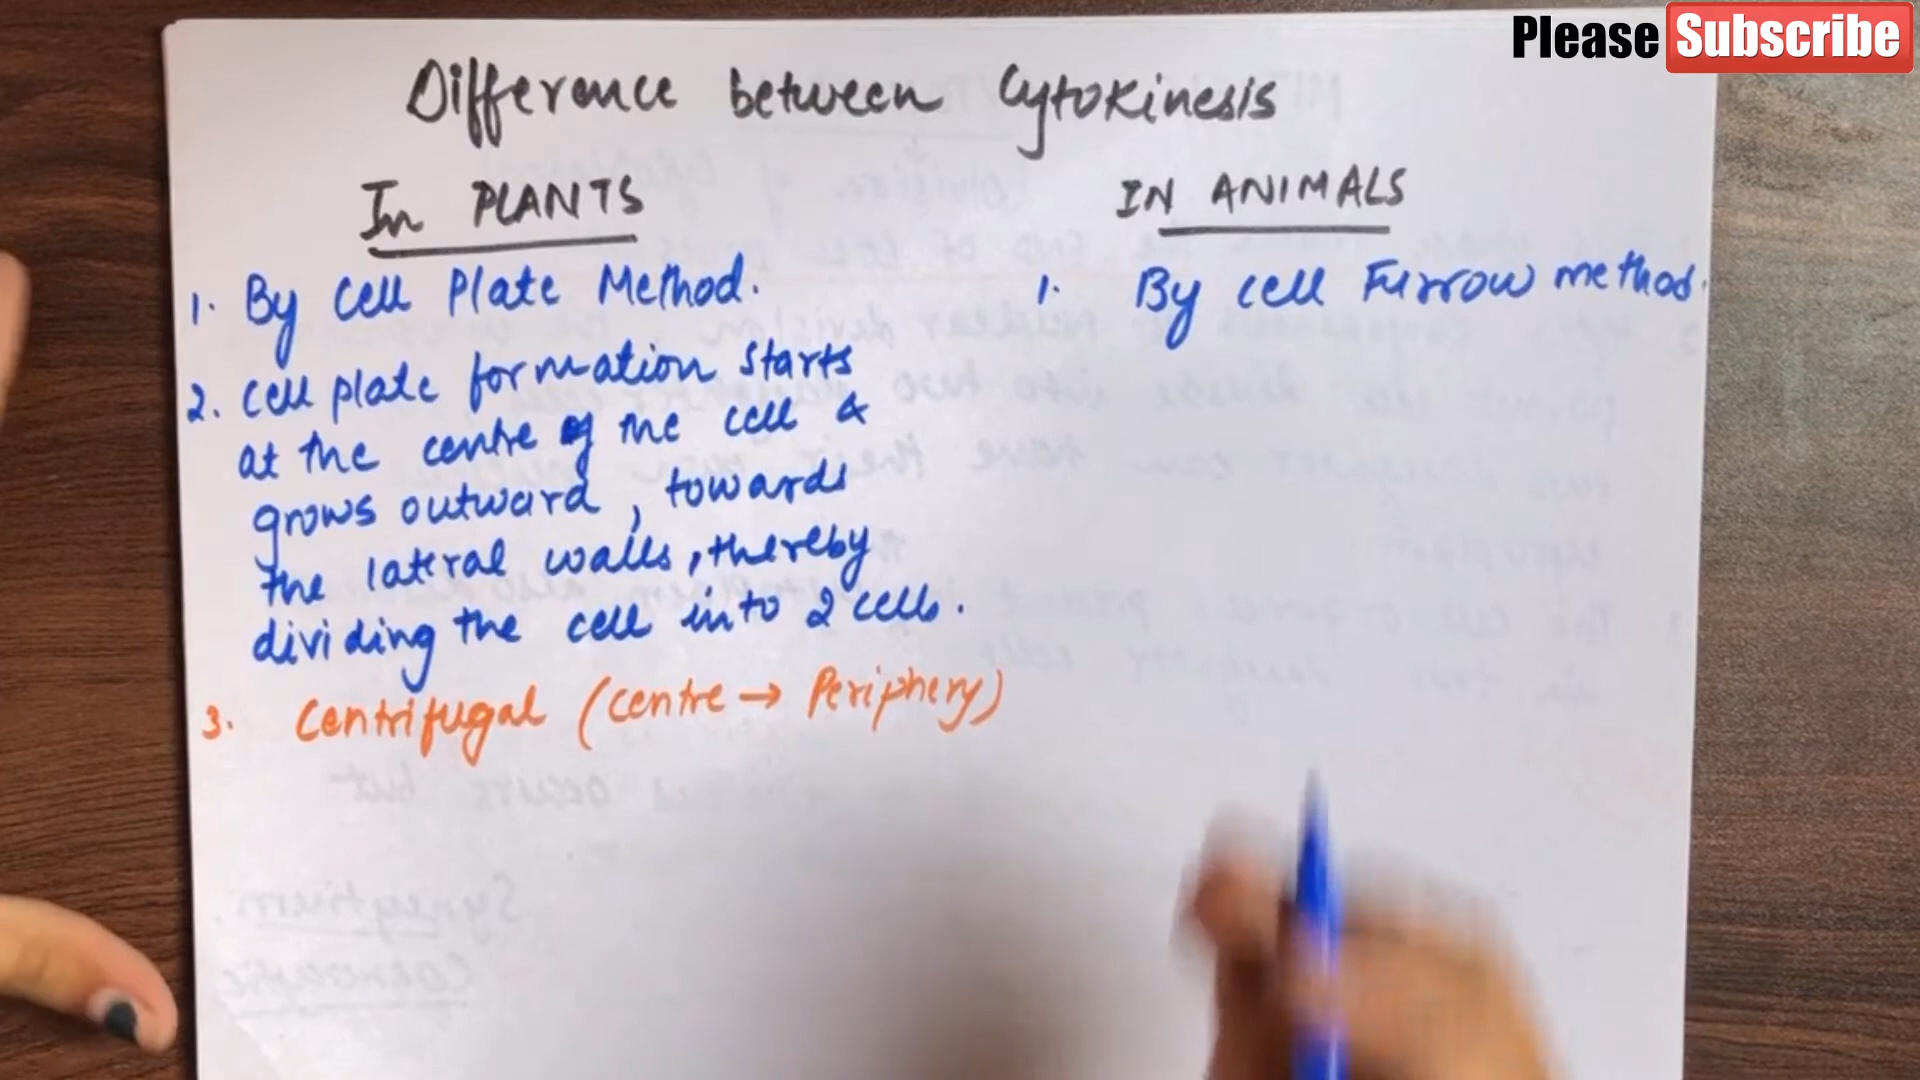 Please Subscribe
Difference between Cytokinesis
In PLANTS
IN ANIMALS
1. By Cell Plate Method.
2. Cell plate formation starts
at the centre of the cell &
grows outward, towards
the lateral walls, thereby
dividing the cell into 2 cells.
3. Centrifugal (Centre → Periphery)
1. By cell Furrow method.